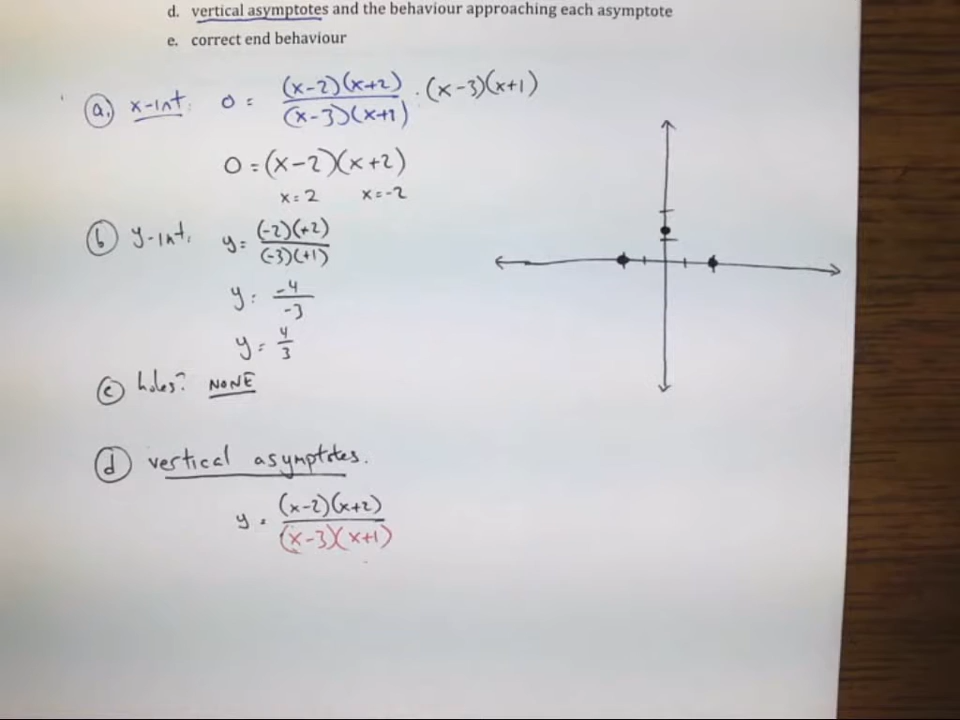 d. vertical asymptotes and the behaviour approaching each asymptote
e. correct end behaviour
(a.) x-int: 0 = (x-2)(x+2) / (x-3)(x+1) · (x-3)(x+1)
0 = (x-2)(x+2)
x = 2 x = -2
(b) y-int: y = (-2)(+2) / (-3)(+1)
y = -4 / -3
y = 4 / 3
(c) holes? NONE
(d) vertical asymptotes.
y = (x-2)(x+2) / (x-3)(x+1)